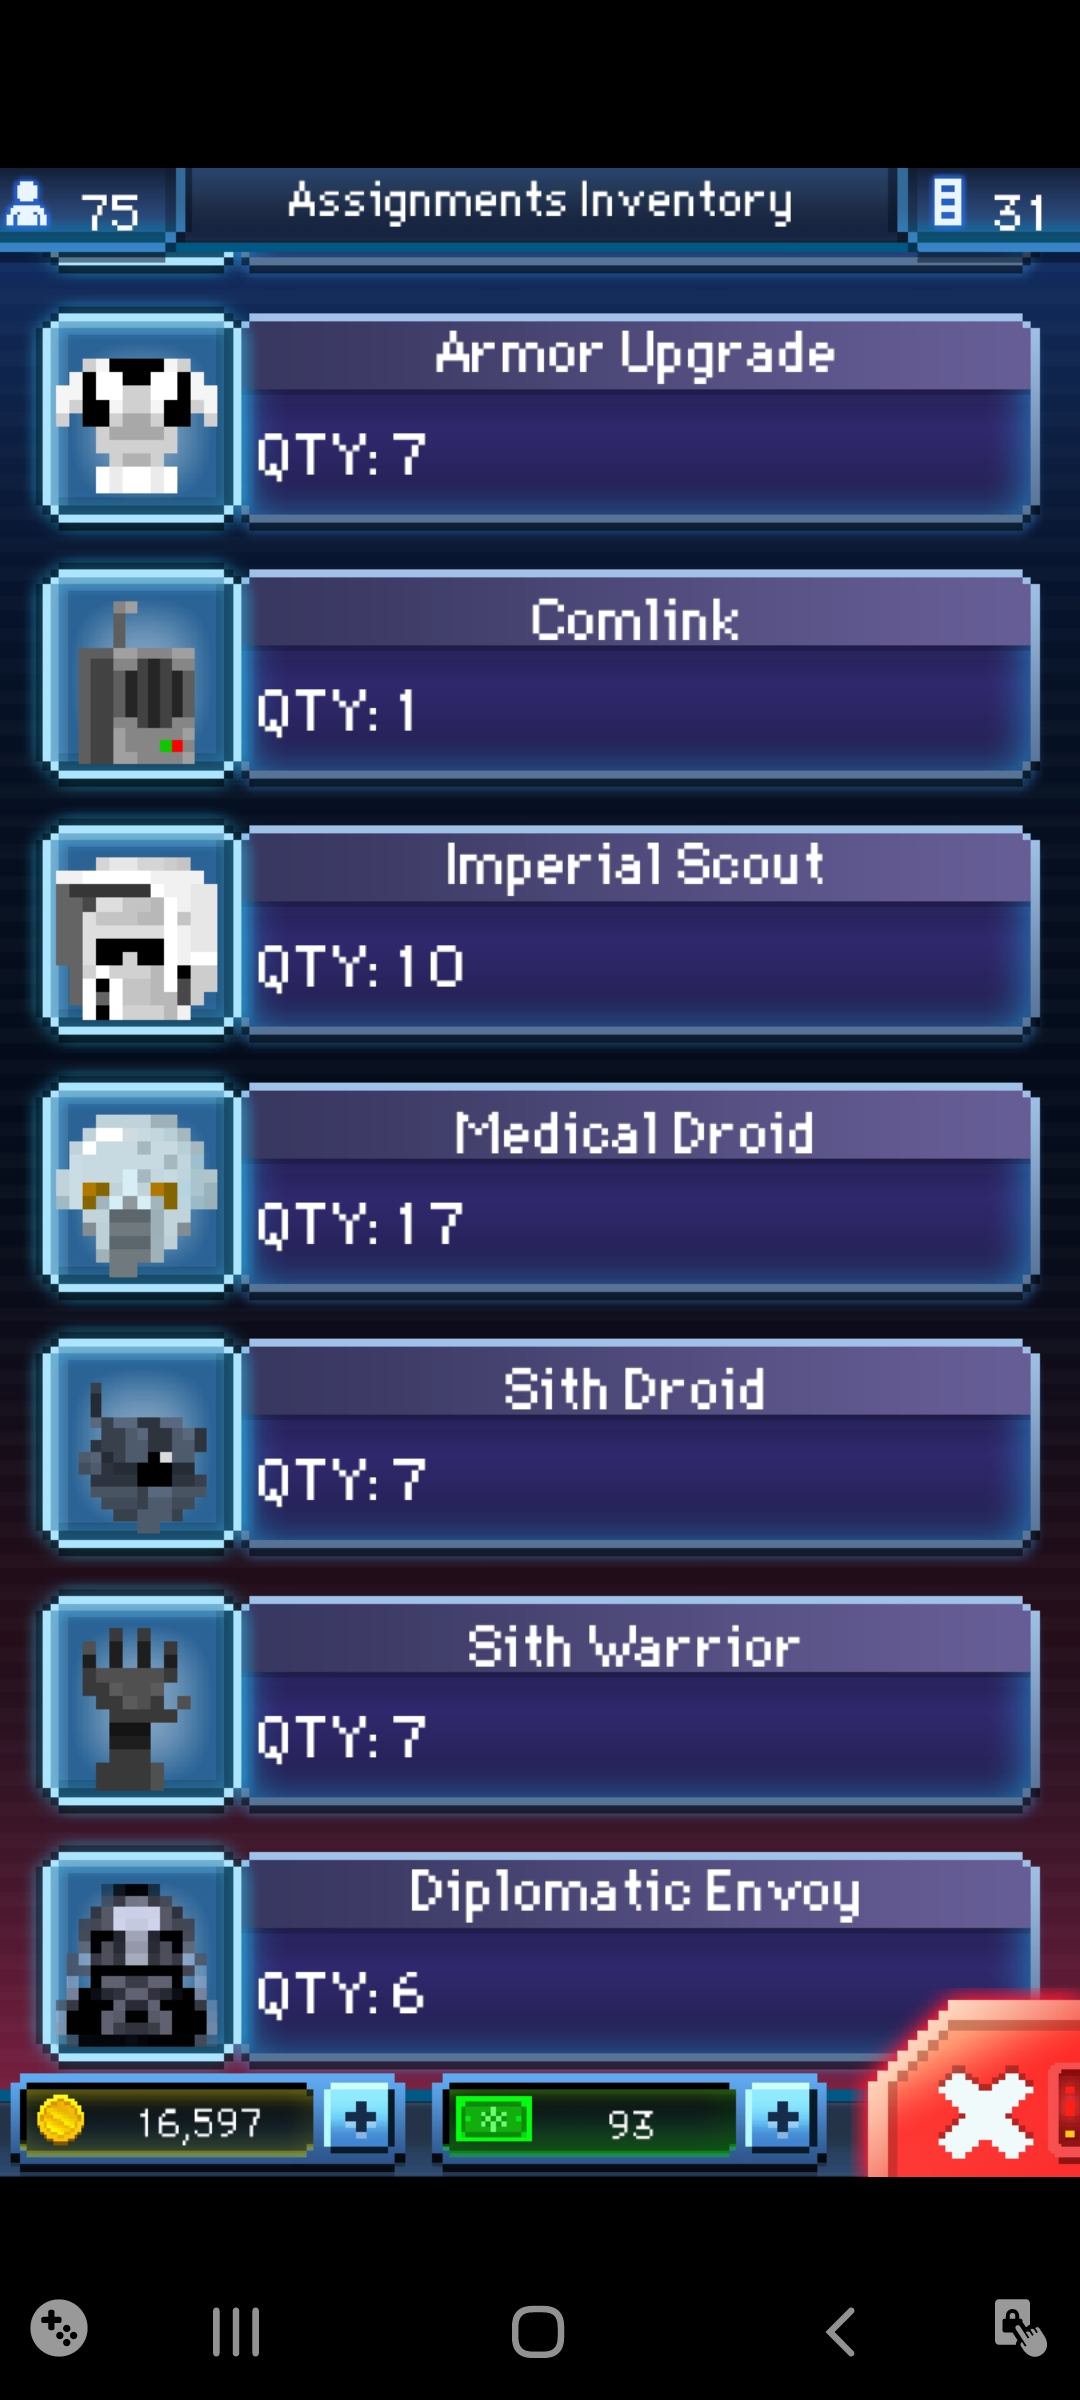 75
Assignments Inventory
31
Armor Upgrade
QTY: 7
Comlink
QTY: 1
Imperial Scout
QTY: 10
Medical Droid
QTY: 17
Sith Droid
QTY: 7
Sith Warrior
QTY: 7
Diplomatic Envoy
QTY: 6
16,597
93